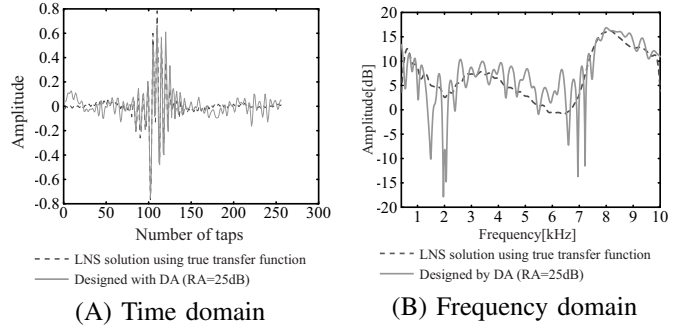 0.8
0.6
0.4
0.2
0
-0.2
-0.4
-0.6
-0.8
Amplitude
0 50 100 150 200 250 300
Number of taps
LNS solution using true transfer function
Designed with DA (RA=25dB)
(A) Time domain
20
15
10
5
0
-5
-10
-15
-20
Amplitude[dB]
1 2 3 4 5 6 7 8 9 10
Frequency[kHz]
LNS solution using true transfer function
Designed by DA (RA=25dB)
(B) Frequency domain